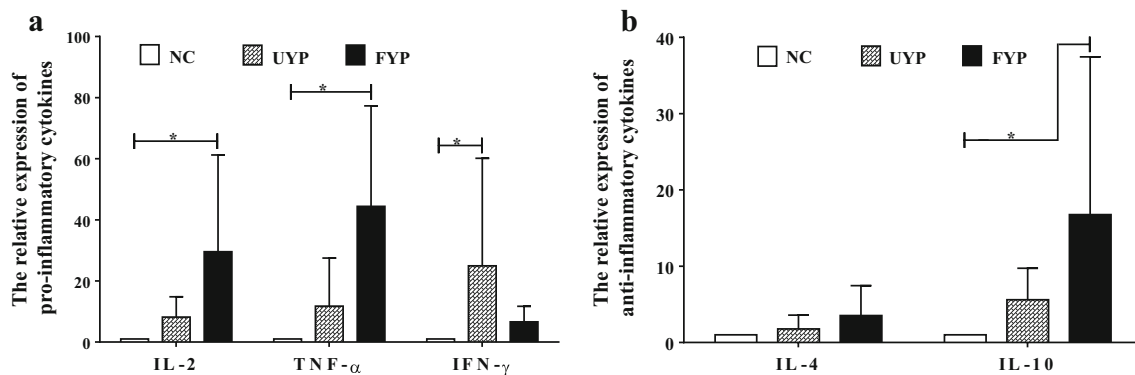 a
The relative expression of
pro-inflammatory cytokines
100
80
60
40
20
0
NC UYP FYP
*
*
*
IL-2 TNF-α IFN-γ
b
The relative expression of
anti-inflammatory cytokines
40
30
20
10
0
NC UYP FYP
*
IL-4 IL-10